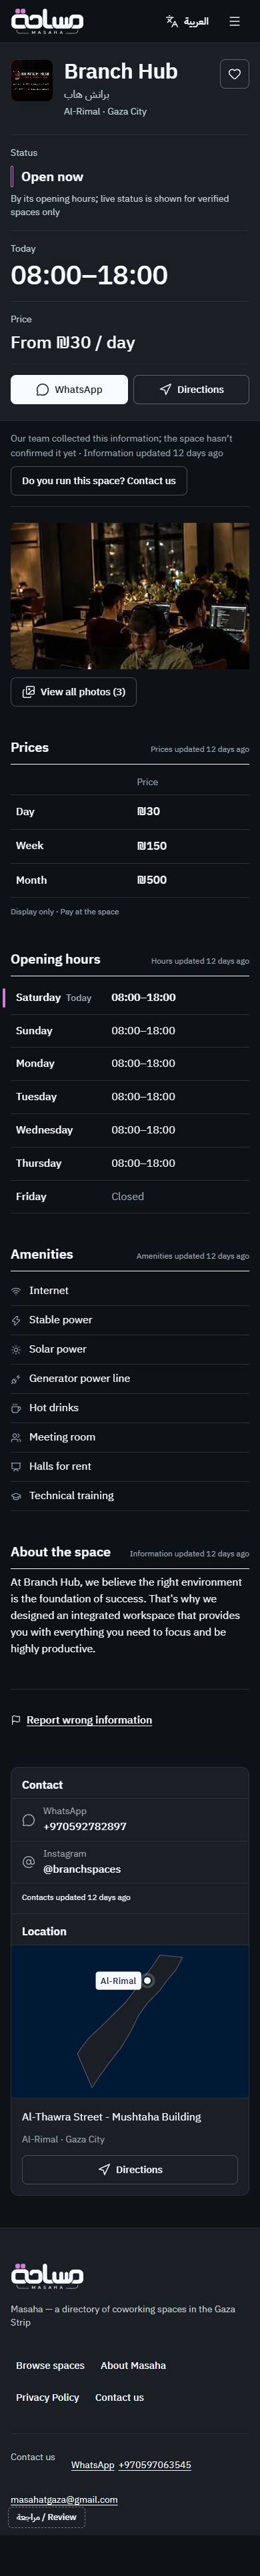 مساحة
MASAHA
العربية
Branch Hub
برانش هاب
Al-Rimal · Gaza City
Status
Open now
By its opening hours; live status is shown for verified
spaces only
Today
08:00–18:00
Price
From ₪30 / day
WhatsApp
Directions
Our team collected this information; the space hasn't
confirmed it yet · Information updated 12 days ago
Do you run this space? Contact us
View all photos (3)
Prices
Prices updated 12 days ago
Price
Day ₪30
Week ₪150
Month ₪500
Display only · Pay at the space
Opening hours
Hours updated 12 days ago
Saturday Today 08:00–18:00
Sunday 08:00–18:00
Monday 08:00–18:00
Tuesday 08:00–18:00
Wednesday 08:00–18:00
Thursday 08:00–18:00
Friday Closed
Amenities
Amenities updated 12 days ago
Internet
Stable power
Solar power
Generator power line
Hot drinks
Meeting room
Halls for rent
Technical training
About the space
Information updated 12 days ago
At Branch Hub, we believe the right environment
is the foundation of success. That's why we
designed an integrated workspace that provides
you with everything you need to focus and be
highly productive.
Report wrong information
Contact
WhatsApp
+970592782897
Instagram
@branchspaces
Contacts updated 12 days ago
Location
Al-Rimal
Al-Thawra Street - Mushtaha Building
Al-Rimal · Gaza City
Directions
مساحة
MASAHA
Masaha — a directory of coworking spaces in the Gaza
Strip
Browse spaces
About Masaha
Privacy Policy
Contact us
Contact us
WhatsApp +970597063545
masahatgaza@gmail.com
مراجعة / Review